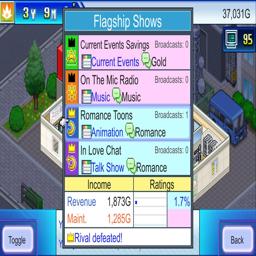 3Y 9M
37,031G
Flagship Shows
95
Current Events Savings Broadcasts: 0
Current Events Gold
On The Mic Radio Broadcasts: 0
Music Music
Romance Toons Broadcasts: 1
Animation Romance
In Love Chat Broadcasts: 0
Talk Show Romance
Income Ratings
Revenue 1,873G 1.7%
Maint. 1,285G
Rival defeated!
Toggle
Back